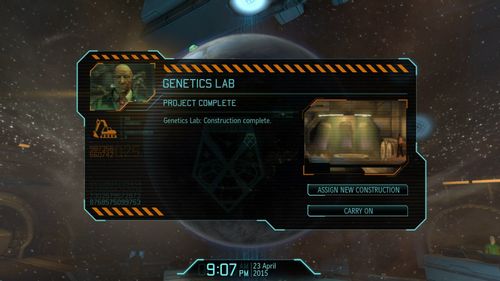 GENETICS LAB
PROJECT COMPLETE
Genetics Lab: Construction complete.
ASSIGN NEW CONSTRUCTION
CARRY ON
9:07 PM
23 April
2015